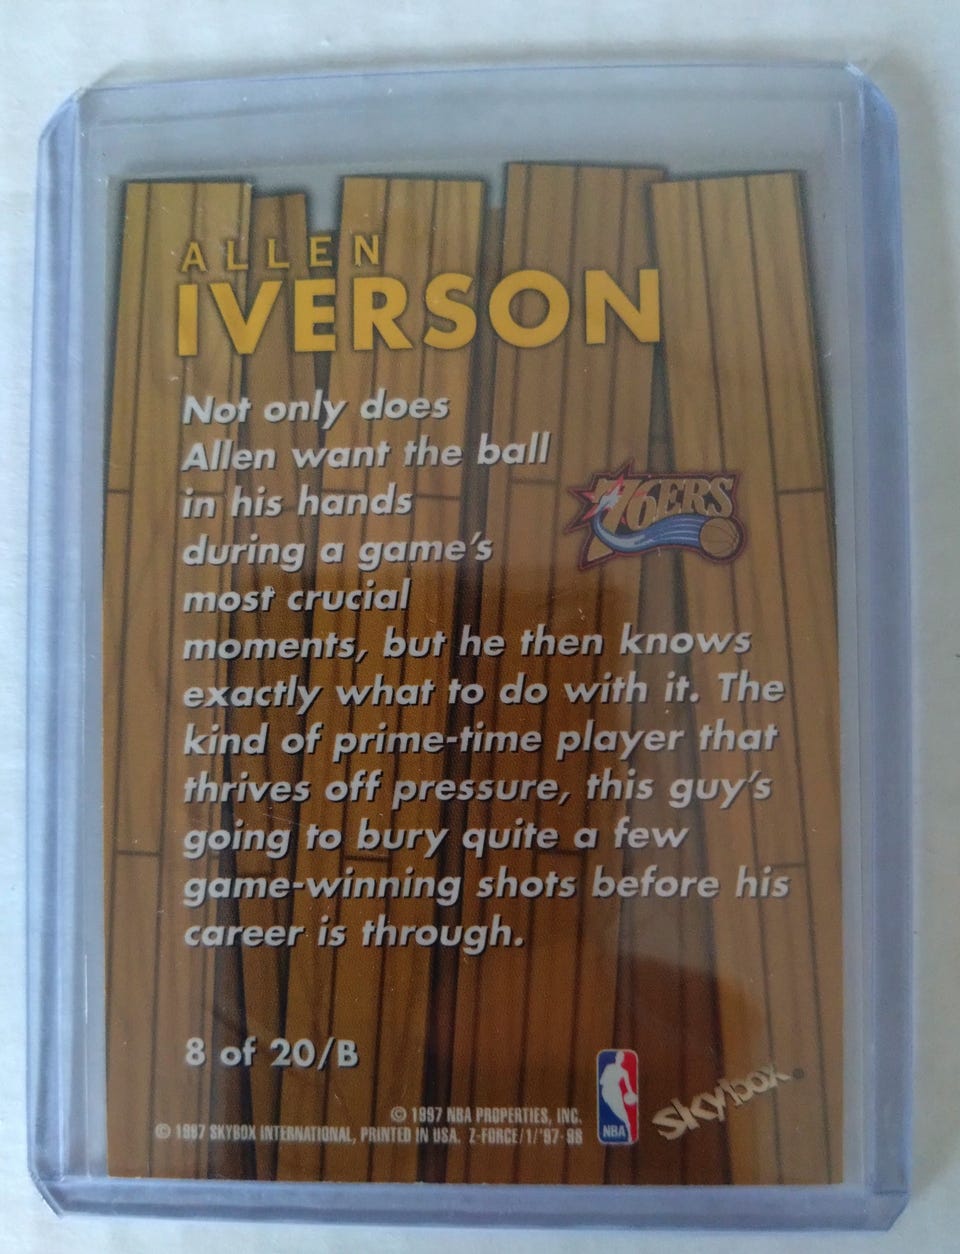 ALLEN
IVERSON
Not only does
Allen want the ball
in his hands
during a game's
most crucial
moments, but he then knows
exactly what to do with it. The
kind of prime-time player that
thrives off pressure, this guy's
going to bury quite a few
game-winning shots before his
career is through.
76ERS
8 of 20/B
© 1997 NBA PROPERTIES, INC.
© 1997 SKYBOX INTERNATIONAL, PRINTED IN USA. Z-FORCE/1/'97-98
NBA
skybox